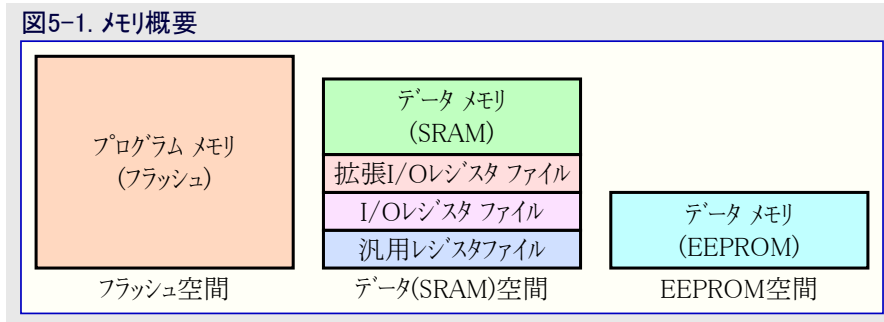 図5-1. メモリ概要
プログラム メモリ
(フラッシュ)
フラッシュ空間
データ メモリ
(SRAM)
拡張I/Oレジスタ ファイル
I/Oレジスタ ファイル
汎用レジスタファイル
データ(SRAM)空間
データ メモリ
(EEPROM)
EEPROM空間